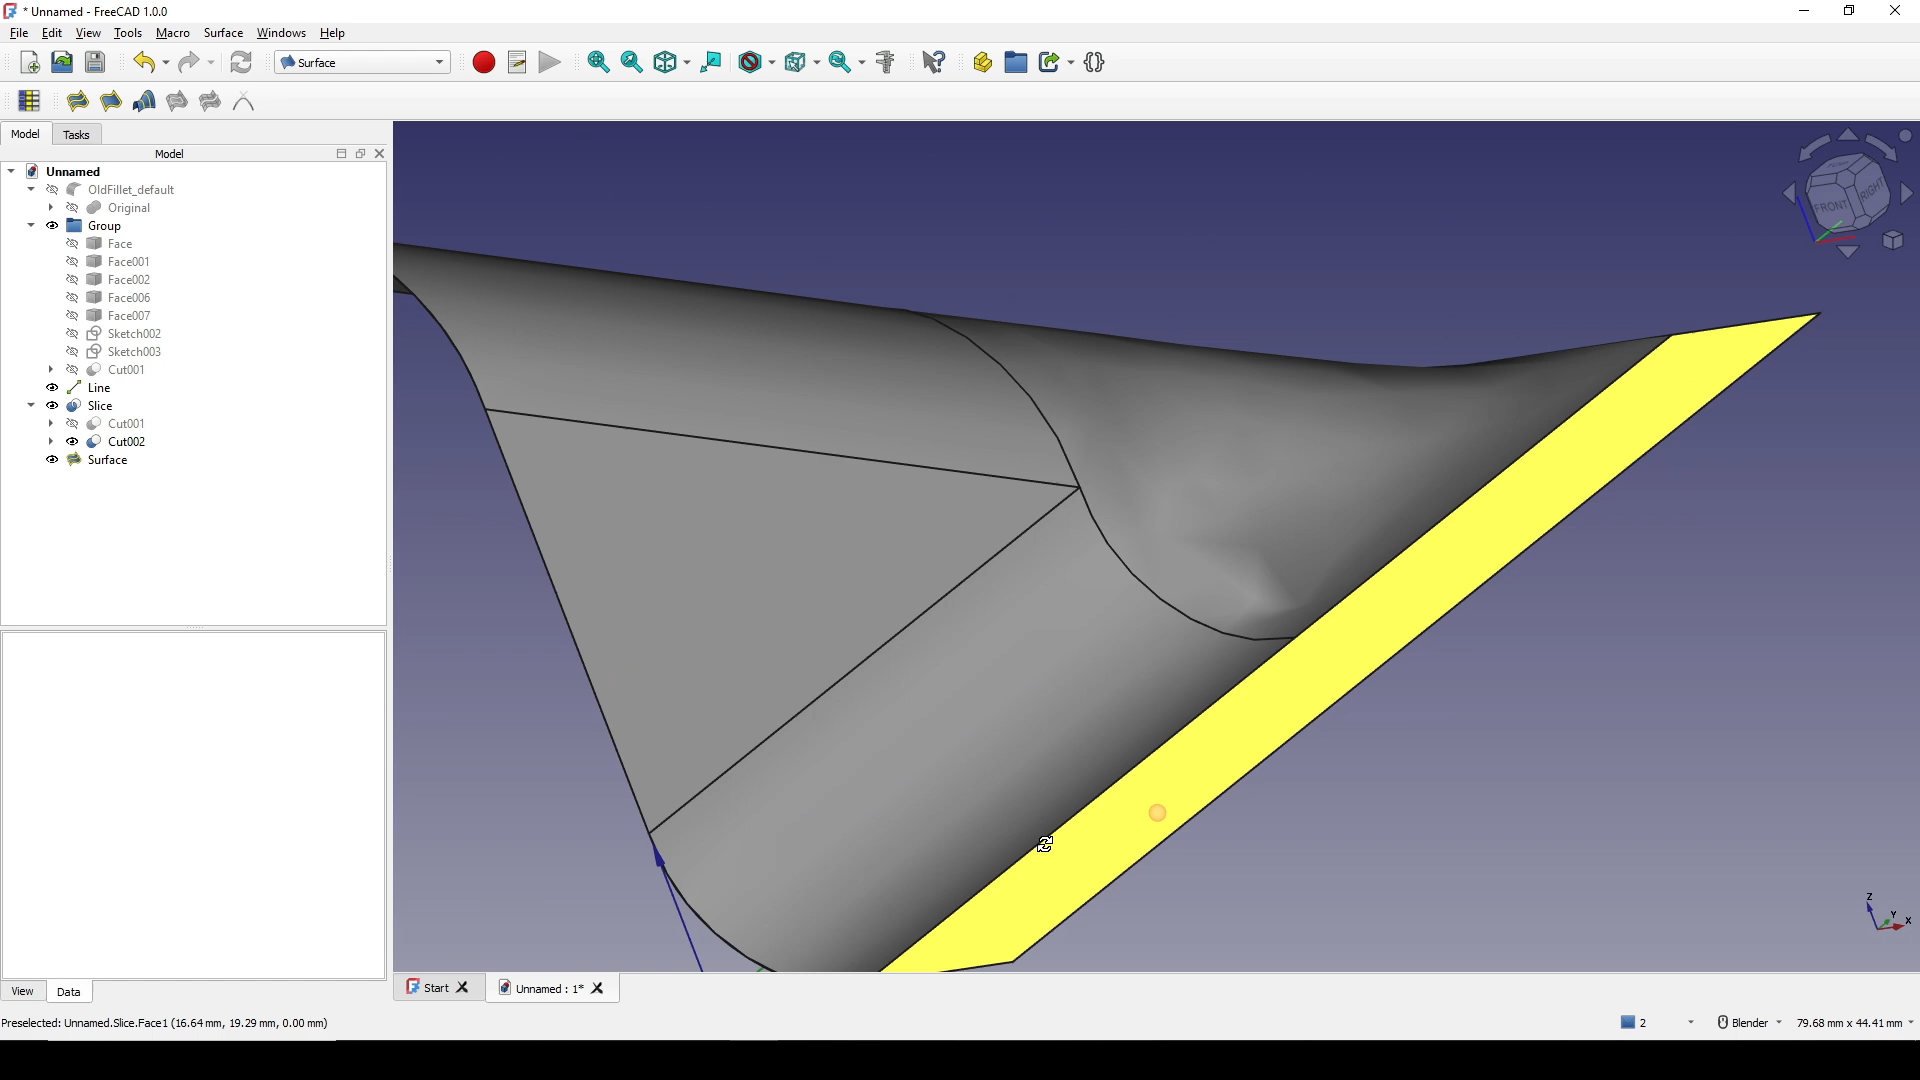 * Unnamed - FreeCAD 1.0.0
File Edit View Tools Macro Surface Windows Help
Surface
Model Tasks
Model
Unnamed
OldFillet_default
Original
Group
Face
Face001
Face002
Face006
Face007
Sketch002
Sketch003
Cut001
Line
Slice
Cut001
Cut002
Surface
FRONT
RIGHT
Z
Y
X
View Data
Start
Unnamed : 1*
Preselected: Unnamed.Slice.Face1 (16.64 mm, 19.29 mm, 0.00 mm)
2
Blender
79.68 mm x 44.41 mm